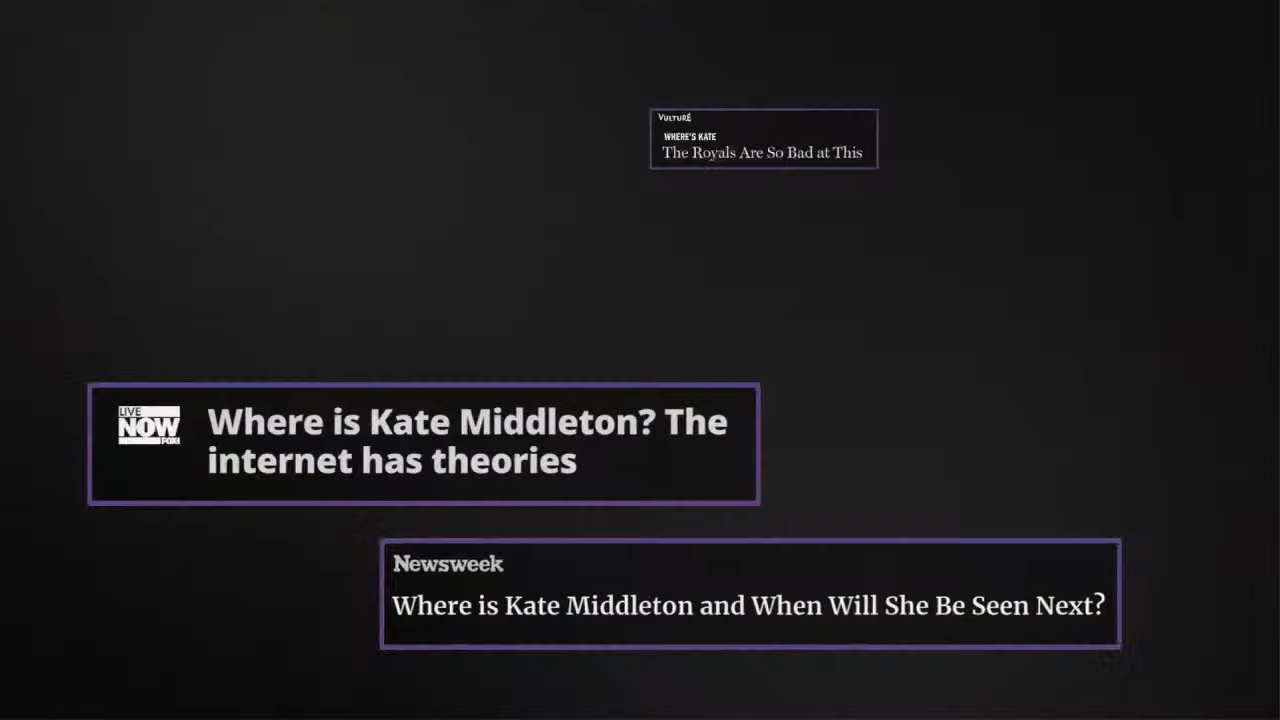 VULTURE
WHERE'S KATE
The Royals Are So Bad at This
LIVE
NOW
FOX
Where is Kate Middleton? The
internet has theories
Newsweek
Where is Kate Middleton and When Will She Be Seen Next?